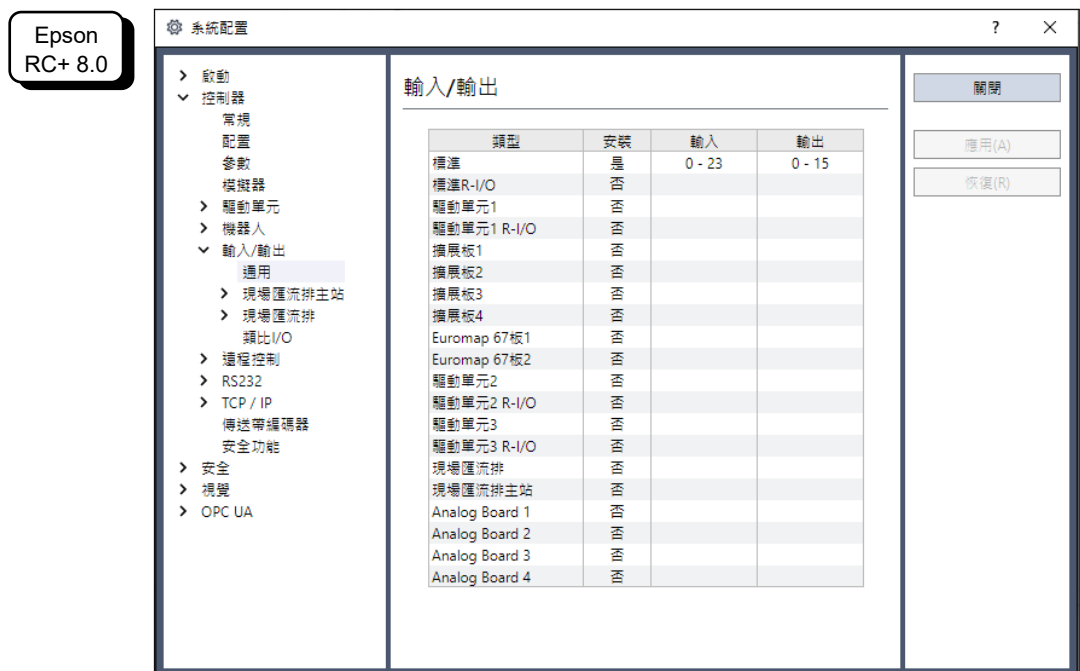 Epson
RC+ 8.0
系統配置
?
啟動
控制器
常規
配置
參數
模擬器
驅動單元
機器人
輸入/輸出
通用
現場匯流排主站
現場匯流排
類比I/O
遠程控制
RS232
TCP / IP
傳送帶編碼器
安全功能
安全
視覺
OPC UA
輸入/輸出
類型 安裝 輸入 輸出
標準 是 0 - 23 0 - 15
標準R-I/O 否
驅動單元1 否
驅動單元1 R-I/O 否
擴展板1 否
擴展板2 否
擴展板3 否
擴展板4 否
Euromap 67板1 否
Euromap 67板2 否
驅動單元2 否
驅動單元2 R-I/O 否
驅動單元3 否
驅動單元3 R-I/O 否
現場匯流排 否
現場匯流排主站 否
Analog Board 1 否
Analog Board 2 否
Analog Board 3 否
Analog Board 4 否
關閉
應用(A)
恢復(R)